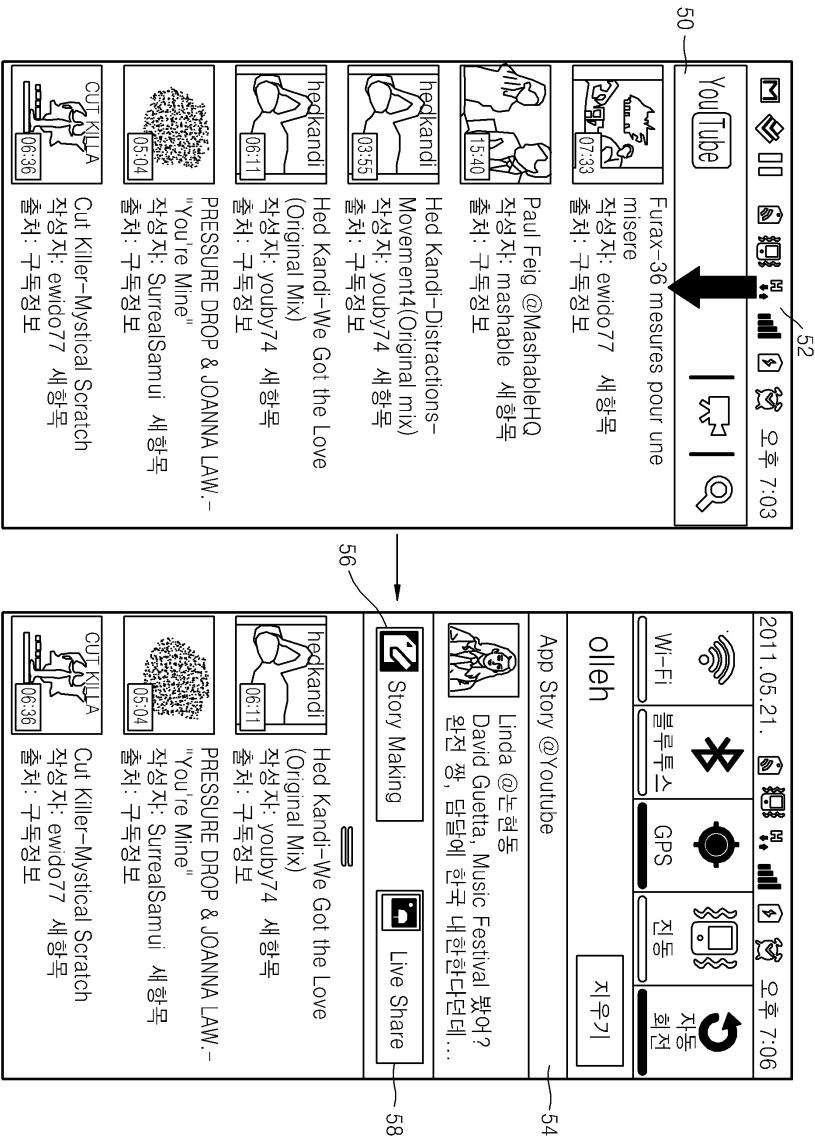 50
52
오후 7:03
YouTube
07:33
Furax-36 mesures pour une
misere
작성자: ewido77 새항목
출처: 구독정보
15:40
Paul Feig @MashableHQ
작성자: mashable 새항목
출처: 구독정보
hedkandi
03:55
Hed Kandi-Distractions-
Movement4(Original mix)
작성자: youby74 새항목
출처: 구독정보
hedkandi
06:11
Hed Kandi-We Got the Love
(Original Mix)
작성자: youby74 새항목
출처: 구독정보
05:04
PRESSURE DROP & JOANNA LAW.-
"You're Mine"
작성자: SurrealSamui 새항목
출처: 구독정보
CUT KILLA
06:36
Cut Killer-Mystical Scratch
작성자: ewido77 새항목
출처: 구독정보
2011.05.21.
오후 7:06
Wi-Fi
블루투스
GPS
진동
자동
회전
olleh
지우기
54
App Story @Youtube
Linda @논현동
David Guetta, Music Festival 봤어?
완전 짱, 담달에 한국 내한한다던데...
56
Story Making
Live Share
58
hedkandi
06:11
Hed Kandi-We Got the Love
(Original Mix)
작성자: youby74 새항목
출처: 구독정보
05:04
PRESSURE DROP & JOANNA LAW.-
"You're Mine"
작성자: SurrealSamui 새항목
출처: 구독정보
CUT KILLA
06:36
Cut Killer-Mystical Scratch
작성자: ewido77 새항목
출처: 구독정보